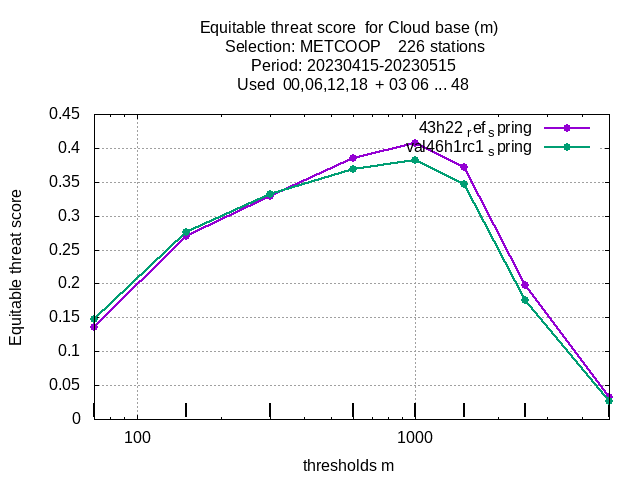 Equitable threat score  for Cloud base (m)
Selection: METCOOP    226 stations
Period: 20230415-20230515
Used  00,06,12,18  + 03 06 ... 48
43h22 ref spring
val46h1rc1 spring
0.45
0.4
0.35
0.3
0.25
0.2
0.15
0.1
0.05
0
Equitable threat score
100
1000
thresholds m